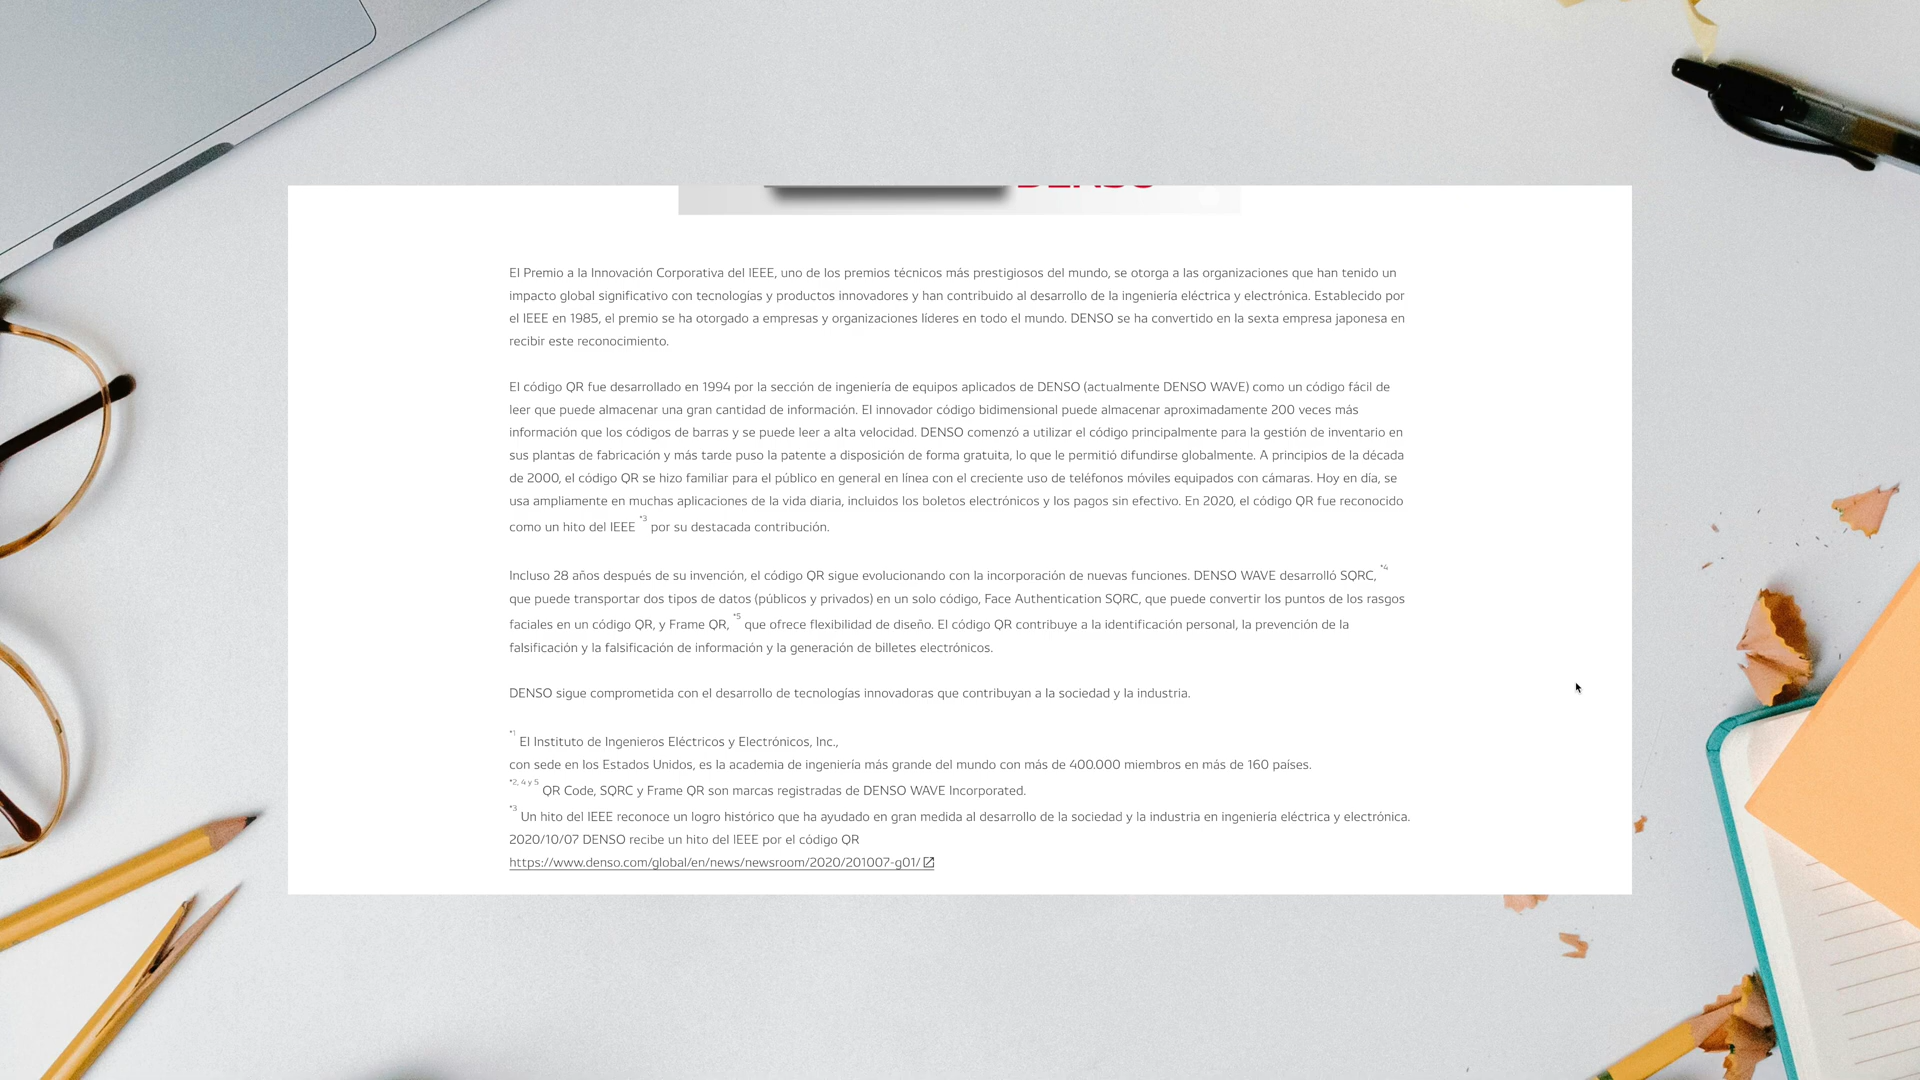 DENSO
El Premio a la Innovación Corporativa del IEEE, uno de los premios técnicos más prestigiosos del mundo, se otorga a las organizaciones que han tenido un
impacto global significativo con tecnologías y productos innovadores y han contribuido al desarrollo de la ingeniería eléctrica y electrónica. Establecido por
el IEEE en 1985, el premio se ha otorgado a empresas y organizaciones líderes en todo el mundo. DENSO se ha convertido en la sexta empresa japonesa en
recibir este reconocimiento.
El código QR fue desarrollado en 1994 por la sección de ingeniería de equipos aplicados de DENSO (actualmente DENSO WAVE) como un código fácil de
leer que puede almacenar una gran cantidad de información. El innovador código bidimensional puede almacenar aproximadamente 200 veces más
información que los códigos de barras y se puede leer a alta velocidad. DENSO comenzó a utilizar el código principalmente para la gestión de inventario en
sus plantas de fabricación y más tarde puso la patente a disposición de forma gratuita, lo que le permitió difundirse globalmente. A principios de la década
de 2000, el código QR se hizo familiar para el público en general en línea con el creciente uso de teléfonos móviles equipados con cámaras. Hoy en día, se
usa ampliamente en muchas aplicaciones de la vida diaria, incluidos los boletos electrónicos y los pagos sin efectivo. En 2020, el código QR fue reconocido
como un hito del IEEE *3 por su destacada contribución.
Incluso 28 años después de su invención, el código QR sigue evolucionando con la incorporación de nuevas funciones. DENSO WAVE desarrolló SQRC, *4
que puede transportar dos tipos de datos (públicos y privados) en un solo código, Face Authentication SQRC, que puede convertir los puntos de los rasgos
faciales en un código QR, y Frame QR, *5 que ofrece flexibilidad de diseño. El código QR contribuye a la identificación personal, la prevención de la
falsificación y la falsificación de información y la generación de billetes electrónicos.
DENSO sigue comprometida con el desarrollo de tecnologías innovadoras que contribuyan a la sociedad y la industria.
*1 El Instituto de Ingenieros Eléctricos y Electrónicos, Inc.,
con sede en los Estados Unidos, es la academia de ingeniería más grande del mundo con más de 400.000 miembros en más de 160 países.
*2, 4 y 5 QR Code, SQRC y Frame QR son marcas registradas de DENSO WAVE Incorporated.
*3 Un hito del IEEE reconoce un logro histórico que ha ayudado en gran medida al desarrollo de la sociedad y la industria en ingeniería eléctrica y electrónica.
2020/10/07 DENSO recibe un hito del IEEE por el código QR
https://www.denso.com/global/en/news/newsroom/2020/201007-g01/